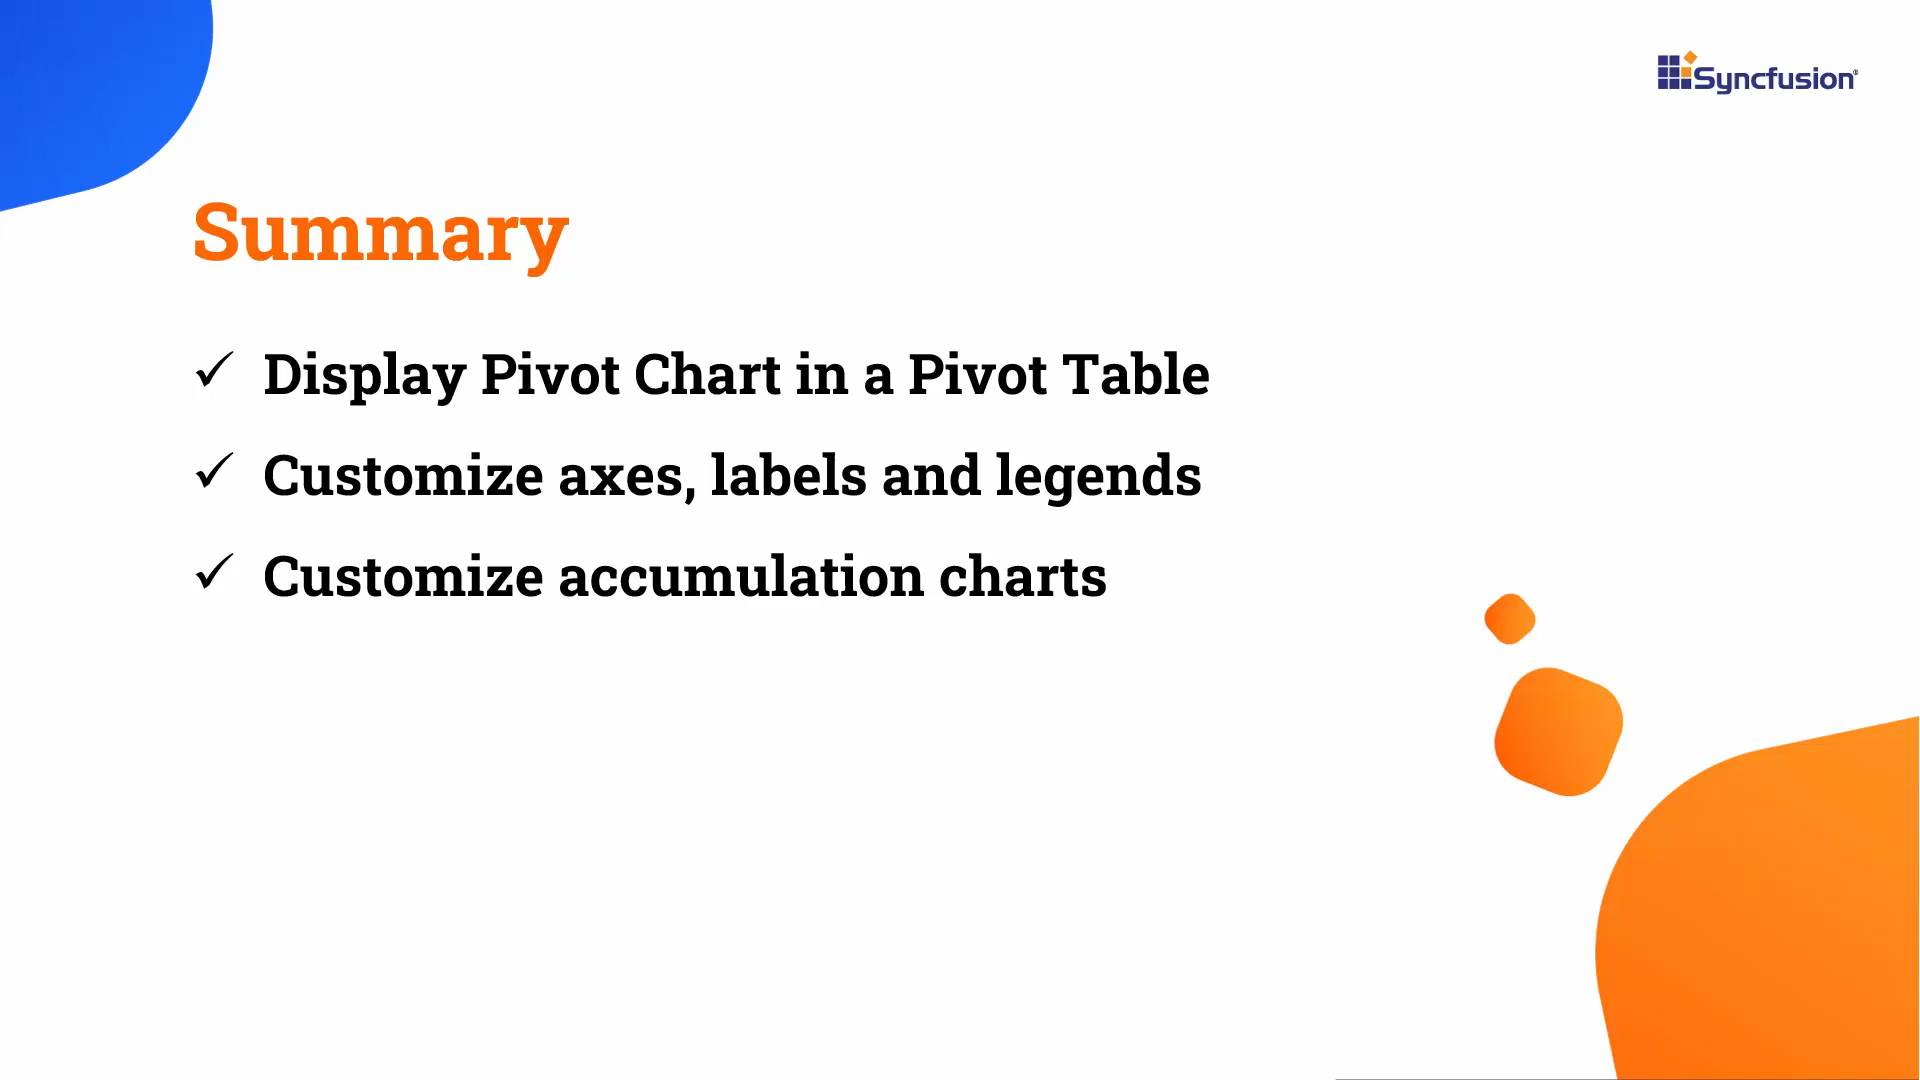 Syncfusion®
Summary
✓ Display Pivot Chart in a Pivot Table
✓ Customize axes, labels and legends
✓ Customize accumulation charts